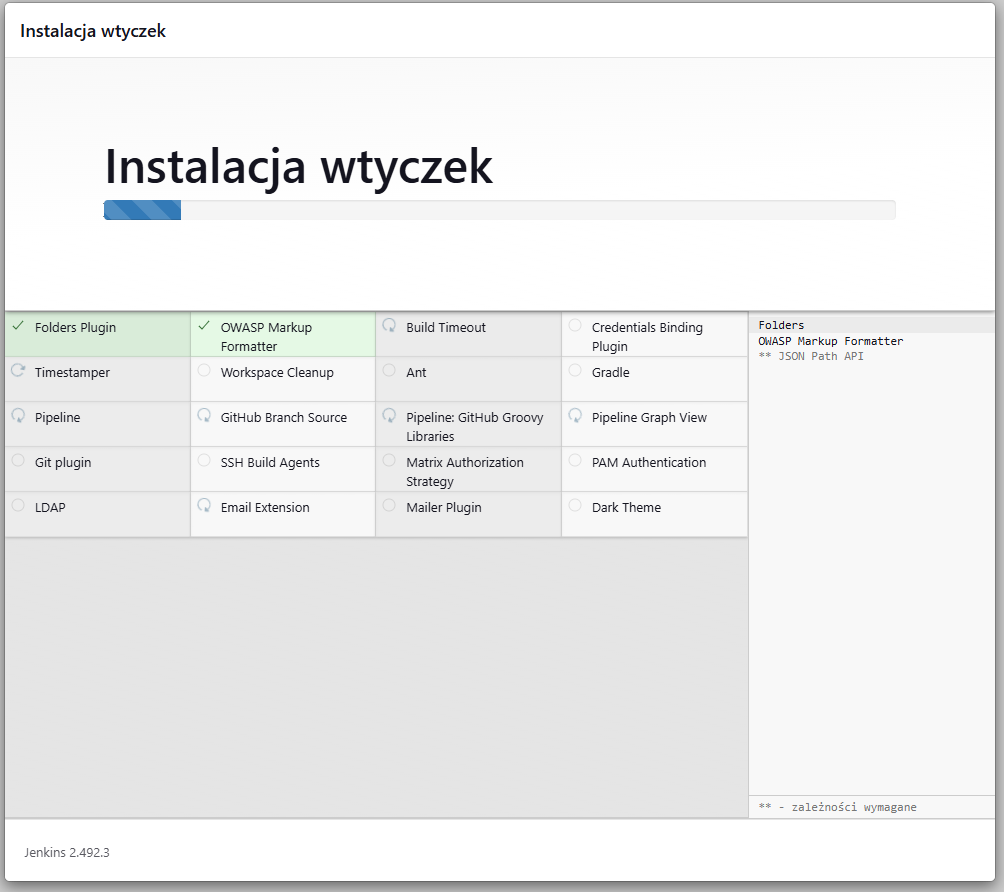 Instalacja wtyczek
Instalacja wtyczek
Folders Plugin
OWASP Markup
Formatter
Build Timeout
Credentials Binding
Plugin
Timestamper
Workspace Cleanup
Ant
Gradle
Pipeline
GitHub Branch Source
Pipeline: GitHub Groovy
Libraries
Pipeline Graph View
Git plugin
SSH Build Agents
Matrix Authorization
Strategy
PAM Authentication
LDAP
Email Extension
Mailer Plugin
Dark Theme
Folders
OWASP Markup Formatter
** JSON Path API
** - zależności wymagane
Jenkins 2.492.3